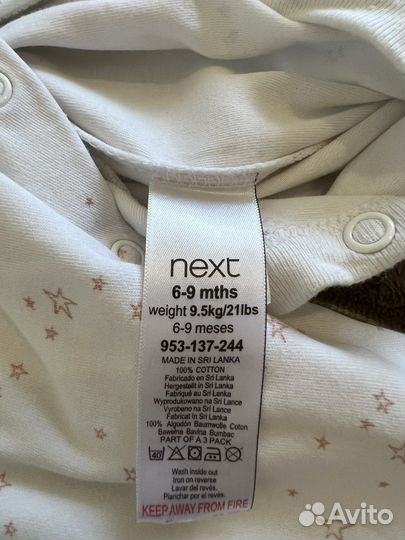 next
6-9 mths
weight 9.5kg/21lbs
6-9 meses
953-137-244
MADE IN SRI LANKA
100% COTTON
Fabricado en Sri Lanka
Hergestellt in Sri Lanka
Fabriqué au Sri Lanka
Wyprodukowano na Sri Lance
Vyrobeno na Sri Lance
Fabricat in Sri Lanka
100% Algodón Baumwolle Coton
Bawełna Bavlna Bumbac
PART OF A 3 PACK
40
Wash inside out
Iron on reverse
Lavar del revés.
Planchar por el revés.
KEEP AWAY FROM FIRE
Avito